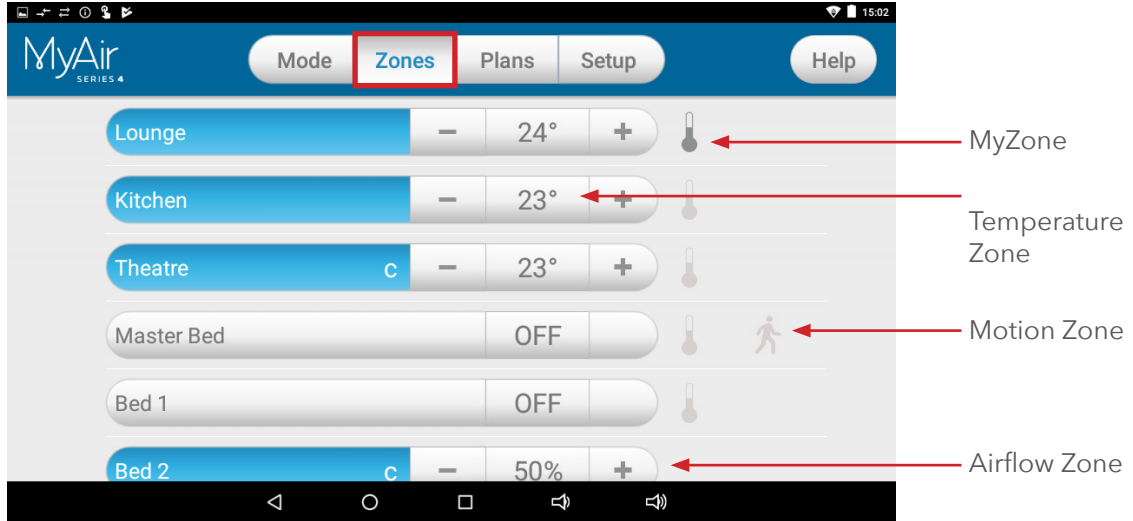 15:02
MyAir
SERIES 4
Mode Zones Plans Setup Help
Lounge 24°
MyZone
Kitchen 23°
Temperature
Zone
Theatre c 23°
Master Bed OFF
Motion Zone
Bed 1 OFF
Bed 2 c 50%
Airflow Zone